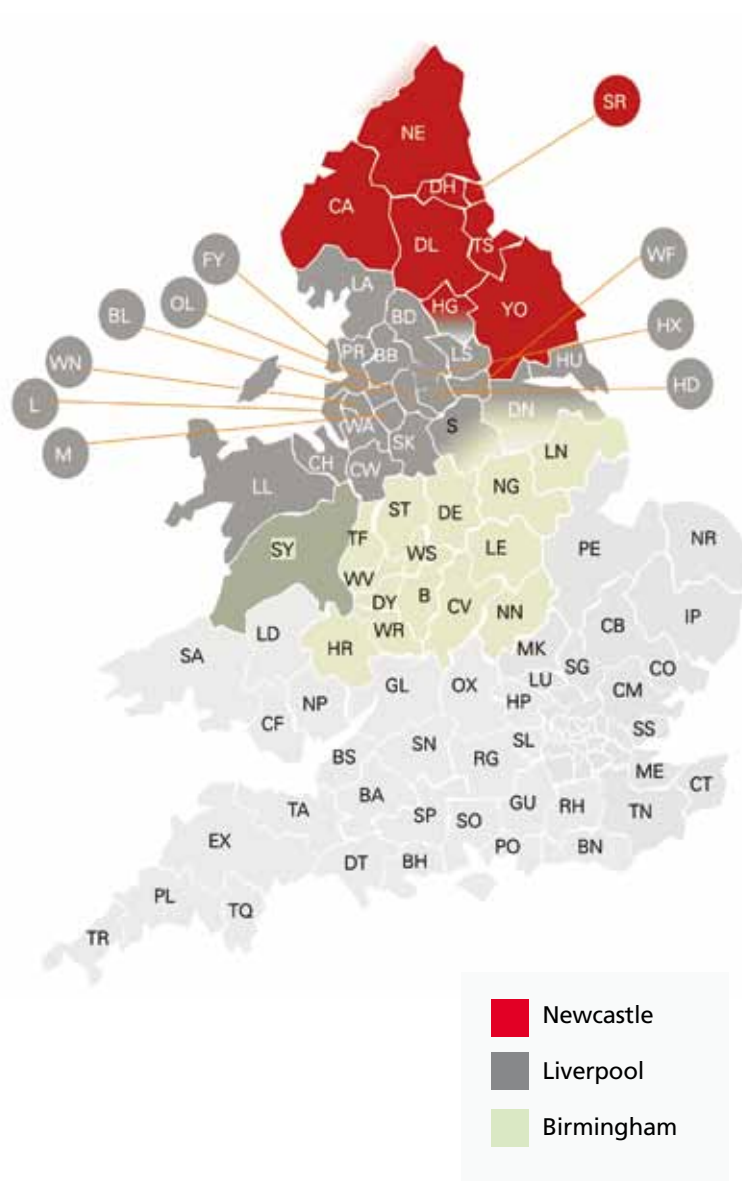 SR
NE
DH
CA
DL
TS
WF
FY
LA
HG
YO
OL
BD
BL
HX
PR
BB
LS
HU
WN
HD
L
WA
DN
S
M
SK
LN
CH
CW
LL
NG
ST
DE
SY
TF
WS
LE
PE
NR
WV
B
DY
CV
NN
IP
WR
CB
LD
HR
MK
SA
SG
CO
LU
GL
OX
CM
NP
HP
CF
SS
SN
SL
BS
RG
ME
CT
BA
TA
SP
SO
GU
RH
TN
EX
DT
BH
PO
BN
PL
TQ
TR
Newcastle
Liverpool
Birmingham